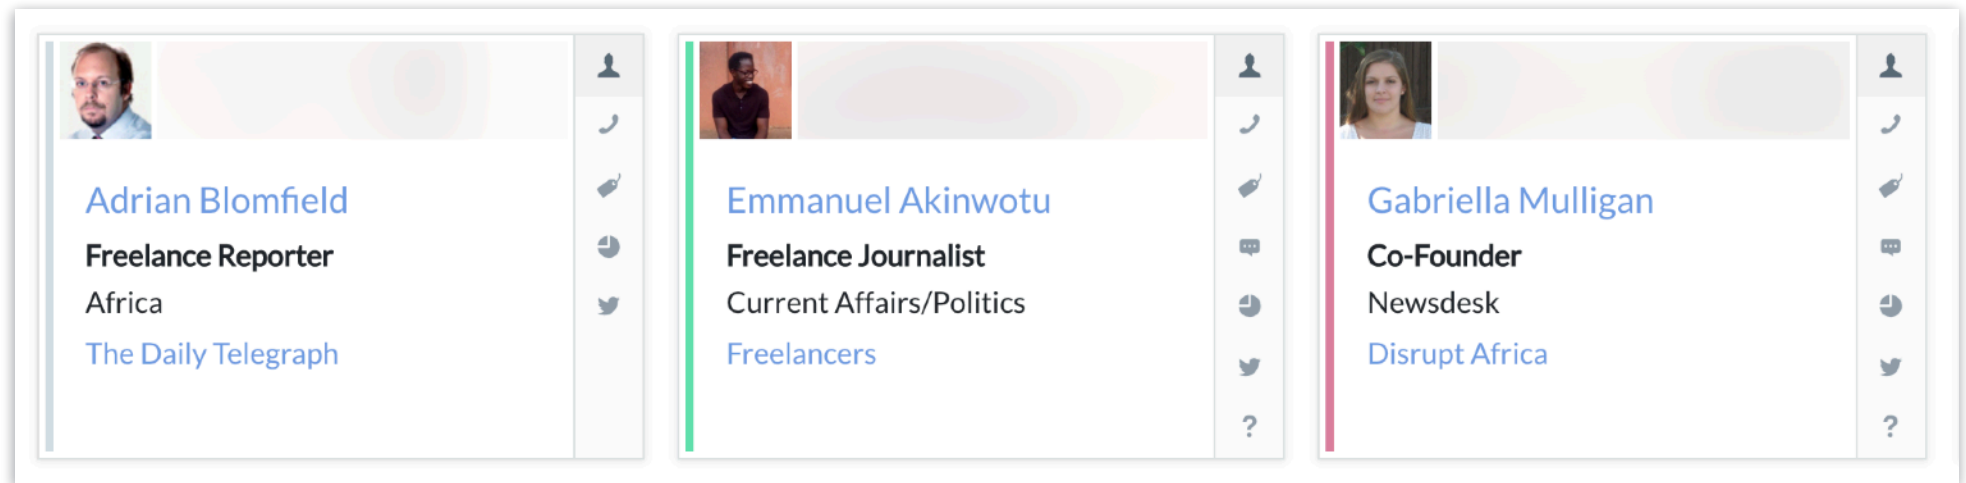 Adrian Blomfield
Freelance Reporter
Africa
The Daily Telegraph
Emmanuel Akinwotu
Freelance Journalist
Current Affairs/Politics
Freelancers
?
Gabriella Mulligan
Co-Founder
Newsdesk
Disrupt Africa
?